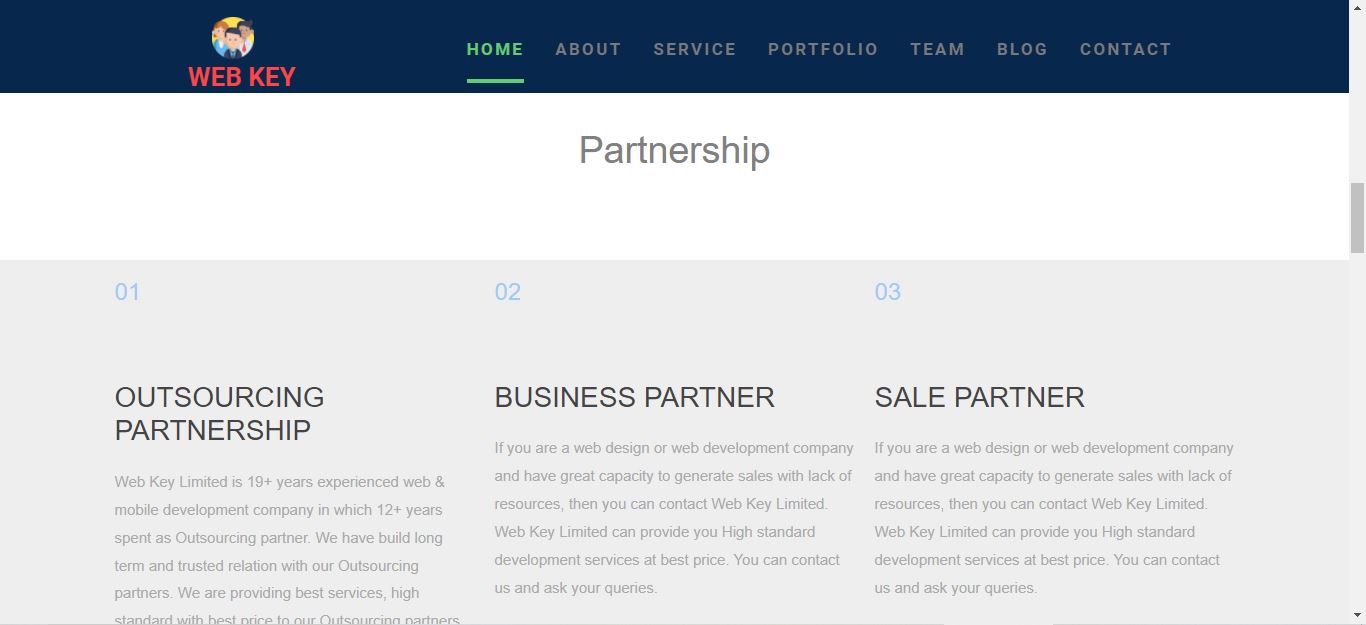 WEB KEY
HOME ABOUT SERVICE PORTFOLIO TEAM BLOG CONTACT
Partnership
01
OUTSOURCING
PARTNERSHIP
Web Key Limited is 19+ years experienced web &
mobile development company in which 12+ years
spent as Outsourcing partner. We have build long
term and trusted relation with our Outsourcing
partners. We are providing best services, high
standard with best price to our Outsourcing partners
02
BUSINESS PARTNER
If you are a web design or web development company
and have great capacity to generate sales with lack of
resources, then you can contact Web Key Limited.
Web Key Limited can provide you High standard
development services at best price. You can contact
us and ask your queries.
03
SALE PARTNER
If you are a web design or web development company
and have great capacity to generate sales with lack of
resources, then you can contact Web Key Limited.
Web Key Limited can provide you High standard
development services at best price. You can contact
us and ask your queries.